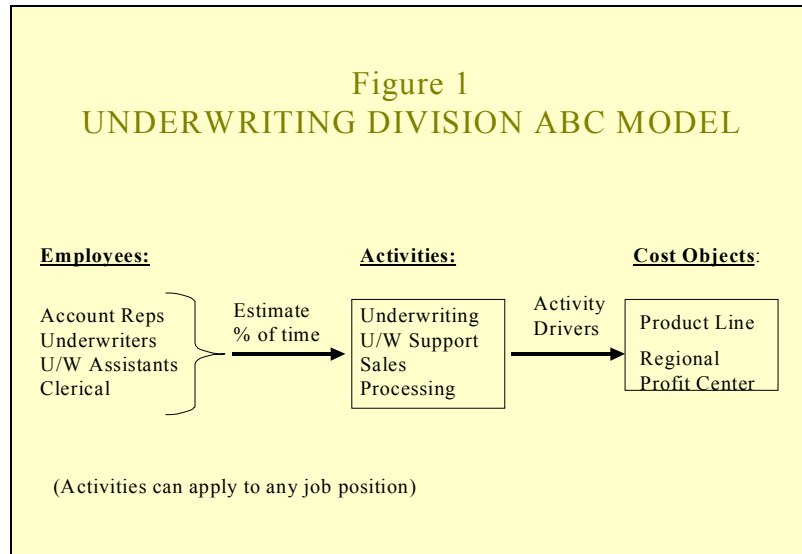 Figure 1
UNDERWRITING DIVISION ABC MODEL
Employees:
Account Reps
Underwriters
U/W Assistants
Clerical
Estimate
% of time
Activities:
Underwriting
U/W Support
Sales
Processing
Activity
Drivers
Cost Objects:
Product Line
Regional
Profit Center
(Activities can apply to any job position)